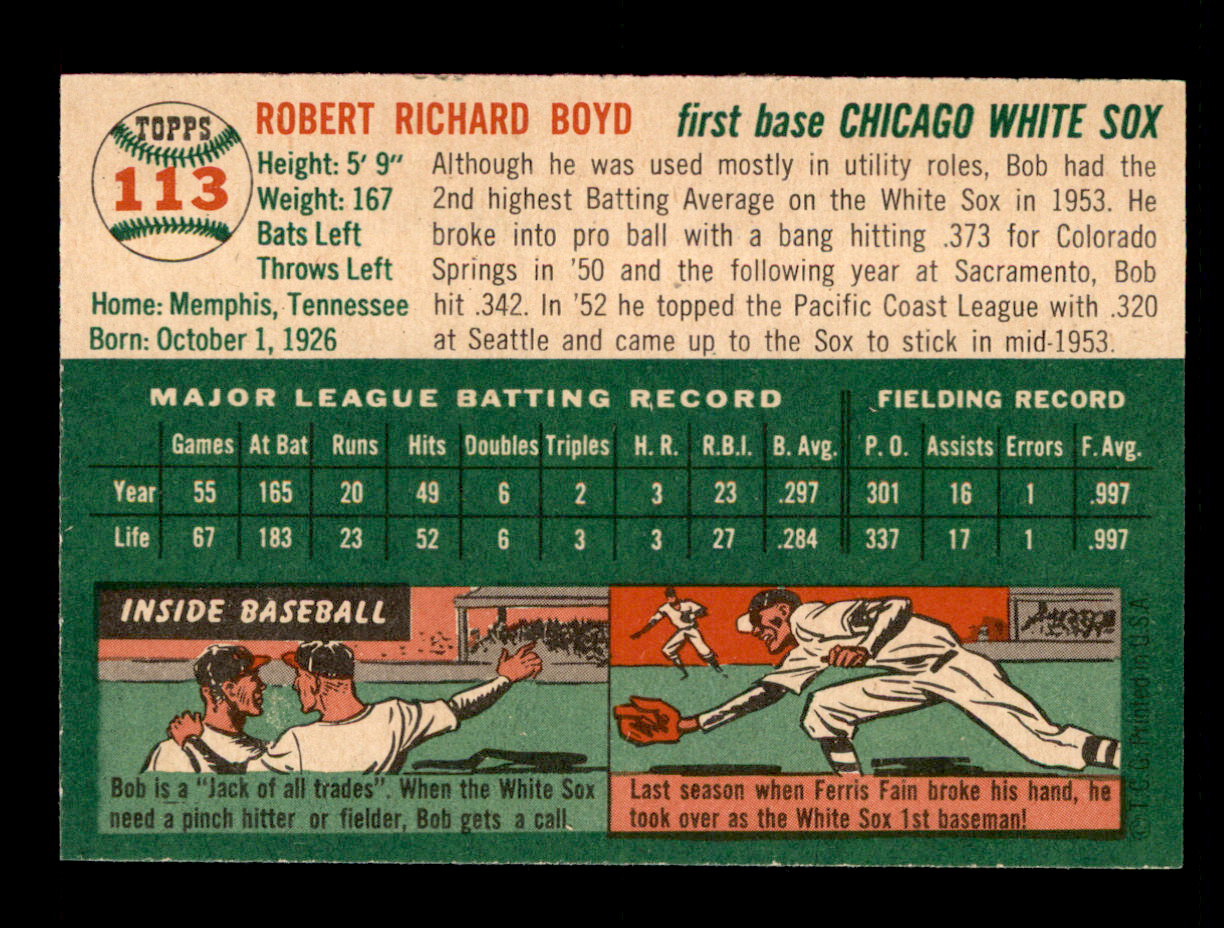 TOPPS
113
ROBERT RICHARD BOYD first base CHICAGO WHITE SOX
Height: 5' 9"
Weight: 167
Bats Left
Throws Left
Home: Memphis, Tennessee
Born: October 1, 1926
Although he was used mostly in utility roles, Bob had the
2nd highest Batting Average on the White Sox in 1953. He
broke into pro ball with a bang hitting .373 for Colorado
Springs in '50 and the following year at Sacramento, Bob
hit .342. In '52 he topped the Pacific Coast League with .320
at Seattle and came up to the Sox to stick in mid-1953.
MAJOR LEAGUE BATTING RECORD FIELDING RECORD
Games At Bat Runs Hits Doubles Triples H. R. R.B.I. B. Avg. P. O. Assists Errors F. Avg.
Year 55 165 20 49 6 2 3 23 .297 301 16 1 .997
Life 67 183 23 52 6 3 3 27 .284 337 17 1 .997
INSIDE BASEBALL
Bob is a "Jack of all trades". When the White Sox
need a pinch hitter or fielder, Bob gets a call.
Last season when Ferris Fain broke his hand, he
took over as the White Sox 1st baseman!
© T.C.G. Printed in U.S.A.